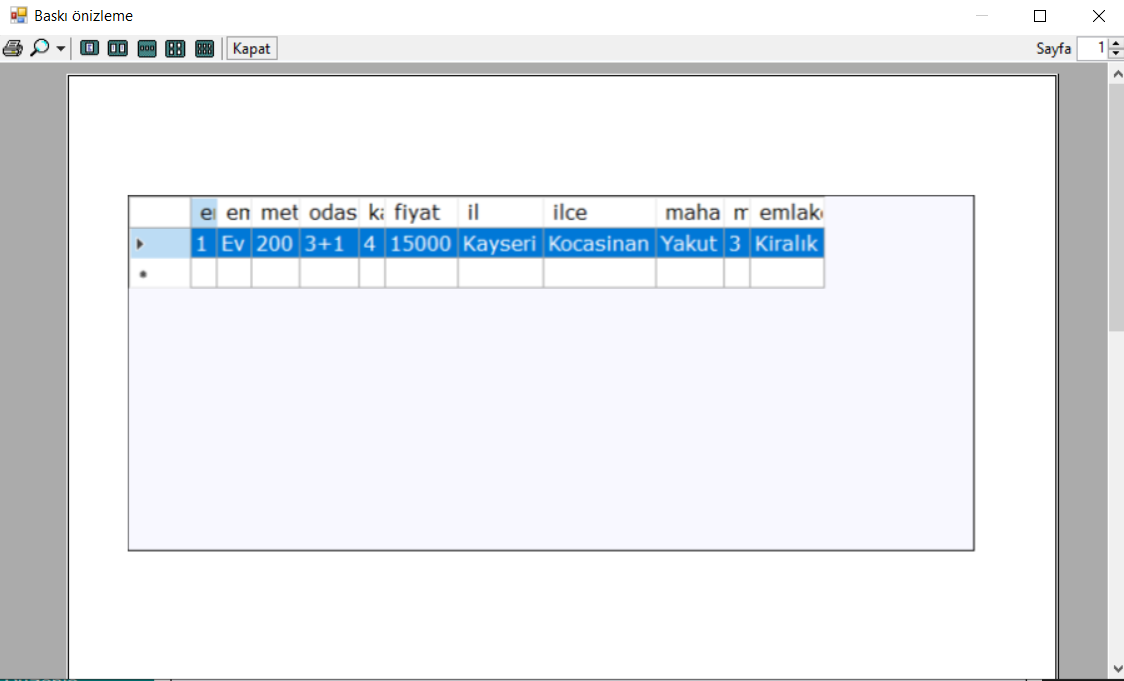 Baskı önizleme
Kapat Sayfa 1
en met odas fiyat il ilce maha m emlak
1 Ev 200 3+1 4 15000 Kayseri Kocasinan Yakut 3 Kiralık